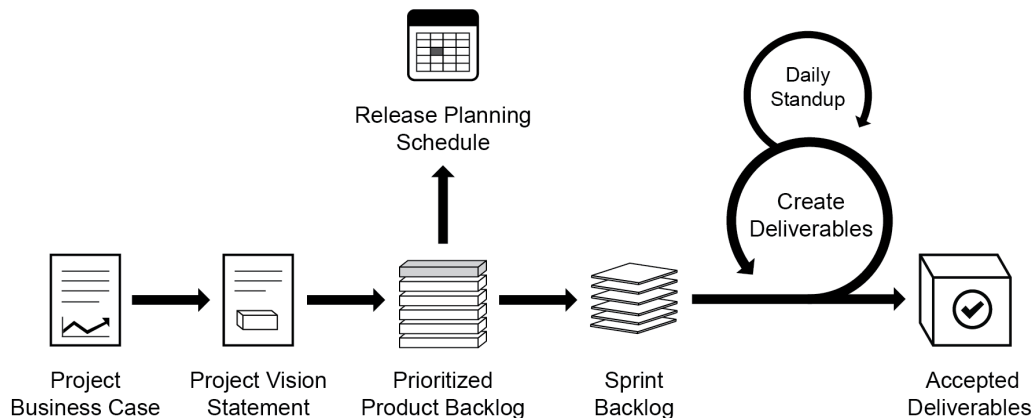 Release Planning
Schedule
Daily
Standup
Create
Deliverables
Project
Business Case
Project Vision
Statement
Prioritized
Product Backlog
Sprint
Backlog
Accepted
Deliverables